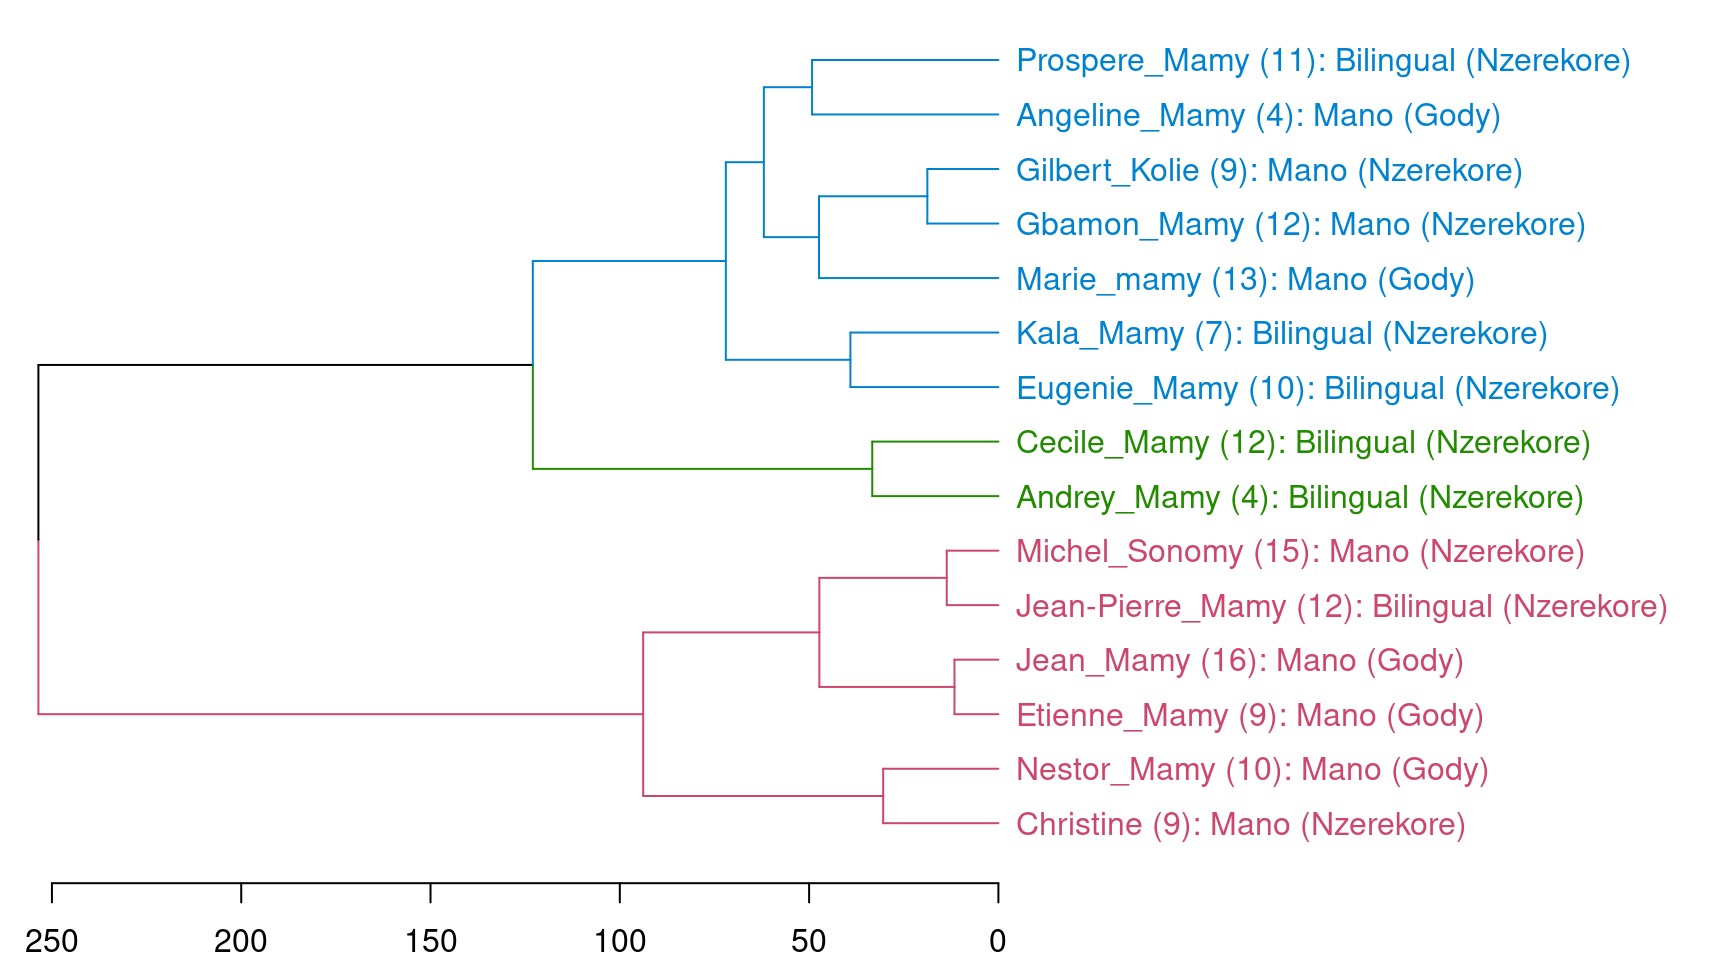 Prospere_Mamy (11): Bilingual (Nzerekore)
Angeline_Mamy (4): Mano (Gody)
Gilbert_Kolie (9): Mano (Nzerekore)
Gbamon_Mamy (12): Mano (Nzerekore)
Marie_mamy (13): Mano (Gody)
Kala_Mamy (7): Bilingual (Nzerekore)
Eugenie_Mamy (10): Bilingual (Nzerekore)
Cecile_Mamy (12): Bilingual (Nzerekore)
Andrey_Mamy (4): Bilingual (Nzerekore)
Michel_Sonomy (15): Mano (Nzerekore)
Jean-Pierre_Mamy (12): Bilingual (Nzerekore)
Jean_Mamy (16): Mano (Gody)
Etienne_Mamy (9): Mano (Gody)
Nestor_Mamy (10): Mano (Gody)
Christine (9): Mano (Nzerekore)
250 200 150 100 50 0